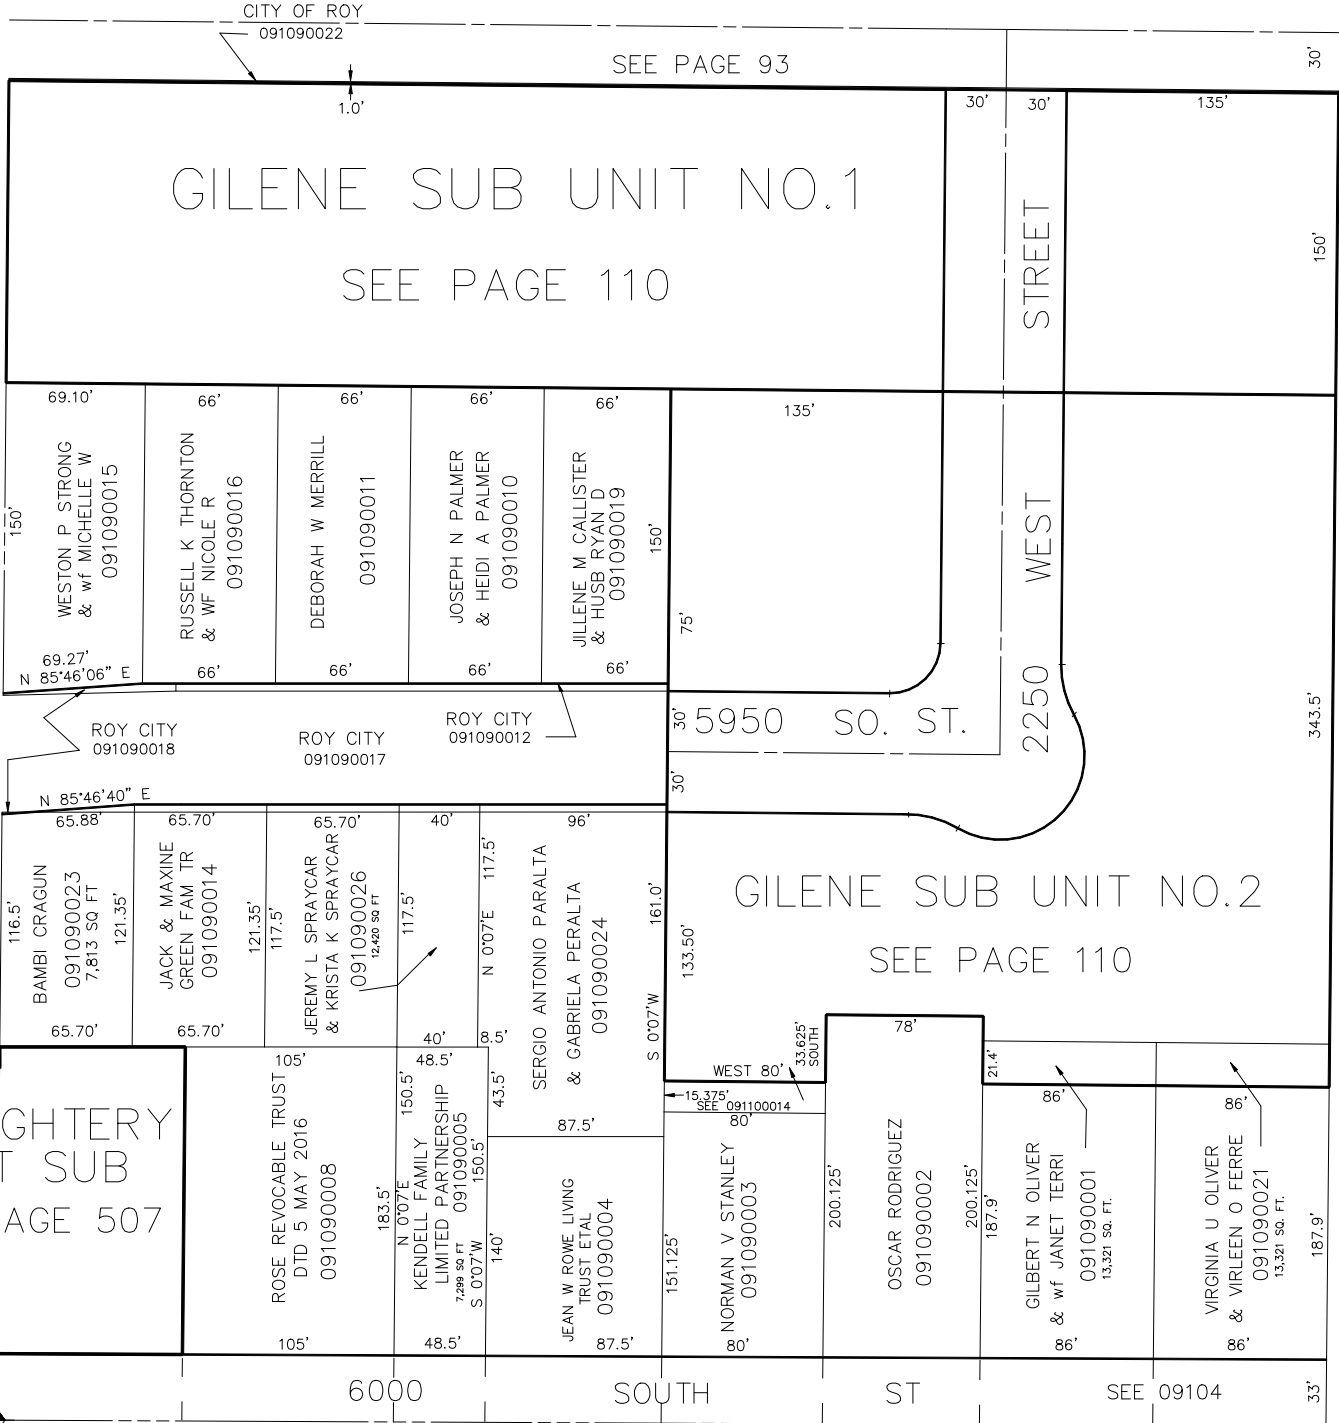 CITY OF ROY
091090022
SEE PAGE 93
30'
1.0'
30'
30'
135'
GILENE SUB UNIT NO.1
SEE PAGE 110
STREET
150'
69.10'
66'
66'
66'
66'
135'
150'
WESTON P STRONG
& wf MICHELLE W
091090015
RUSSELL K THORNTON
& WF NICOLE R
091090016
DEBORAH W MERRILL
091090011
JOSEPH N PALMER
& HEIDI A PALMER
091090010
JILLENE M CALLISTER
& HUSB RYAN D
091090019
150'
75'
WEST
69.27'
N 85°46'06" E
66'
66'
66'
66'
ROY CITY
091090018
ROY CITY
091090017
ROY CITY
091090012
30'
5950 SO. ST.
2250
343.5'
30'
N 85°46'40" E
65.88'
65.70'
65.70'
40'
96'
116.5'
BAMBI CRAGUN
091090023
7,813 SQ FT
121.35'
JACK & MAXINE
GREEN FAM TR
091090014
121.35'
117.5'
JEREMY L SPRAYCAR
& KRISTA K SPRAYCAR
091090026
12,420 SQ FT
117.5'
N 0°07'E
117.5'
SERGIO ANTONIO PARALTA
& GABRIELA PERALTA
091090024
S 0°07'W
161.0'
133.50'
GILENE SUB UNIT NO.2
SEE PAGE 110
65.70'
65.70'
40'
8.5'
33.625'
SOUTH
78'
105'
48.5'
WEST 80'
21.4'
15.375'
SEE 091100014
80'
86'
86'
GHTERY
T SUB
AGE 507
ROSE REVOCABLE TRUST
DTD 5 MAY 2016
091090008
183.5'
N 0°07'E
150.5'
KENDELL FAMILY
LIMITED PARTNERSHIP
091090005
7,299 SQ FT
S 0°07'W
150.5'
43.5'
140'
87.5'
JEAN W ROWE LIVING
TRUST ETAL
091090004
151.125'
NORMAN V STANLEY
091090003
200.125'
OSCAR RODRIGUEZ
091090002
200.125'
187.9'
GILBERT N OLIVER
& wf JANET TERRI
091090001
13,321 SQ. FT.
VIRGINIA U OLIVER
& VIRLEEN O FERRE
091090021
13,321 SQ. FT.
187.9'
105'
48.5'
87.5'
80'
86'
86'
6000 SOUTH ST
SEE 09104
33'